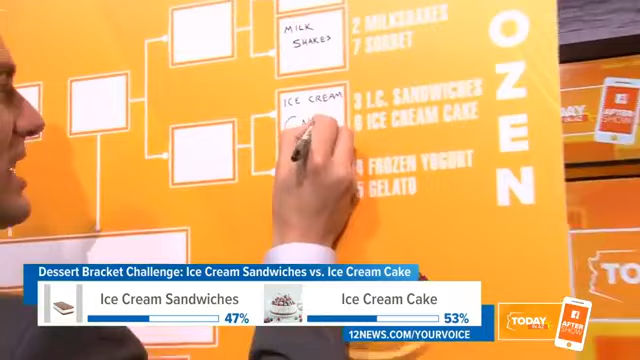 MILK
SHAKES
2 MILKSHAKES
7 SORBET
ICE CREAM
3 I.C. SANDWICHES
6 ICE CREAM CAKE
4 FROZEN YOGURT
5 GELATO
OZEN
Dessert Bracket Challenge: Ice Cream Sandwiches vs. Ice Cream Cake
Ice Cream Sandwiches
47%
Ice Cream Cake
53%
12NEWS.COM/YOURVOICE
TODAY
AFTER
SHOW
AFTER
SHOW